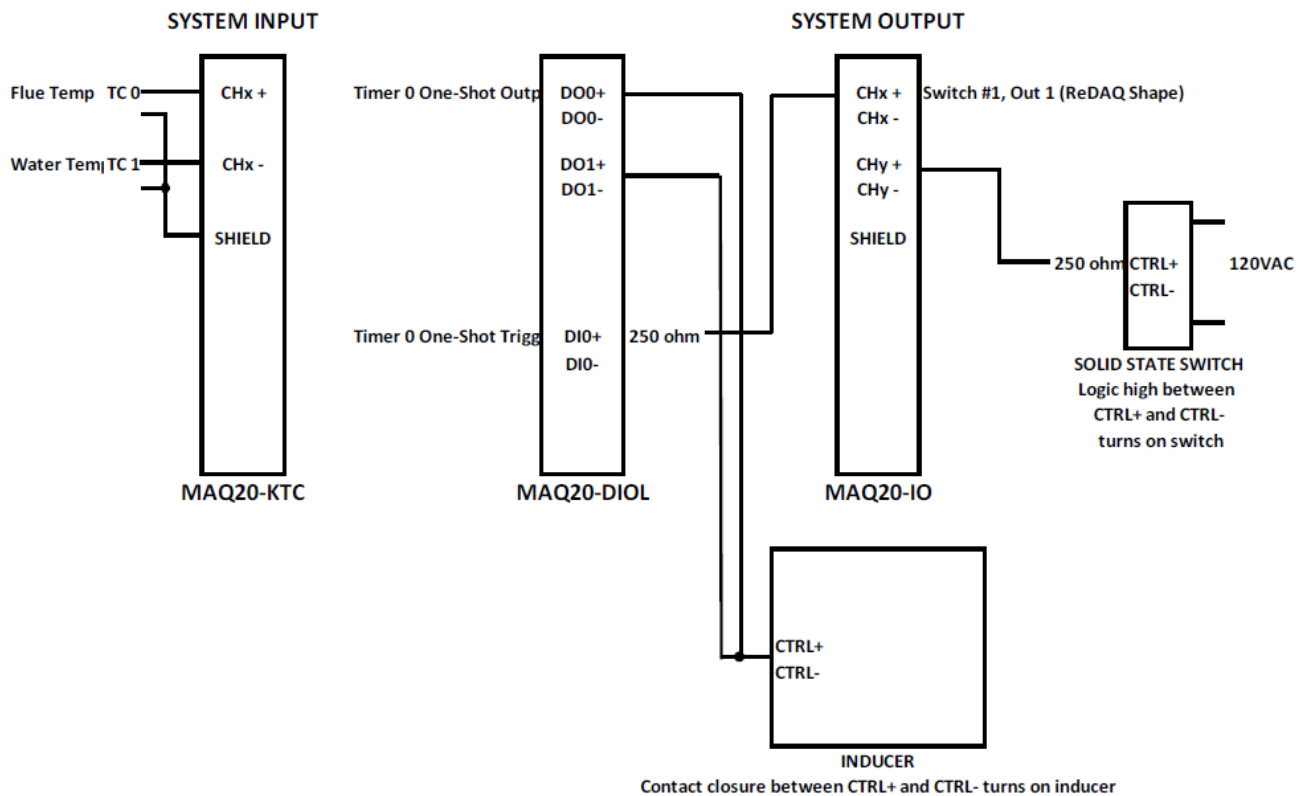 SYSTEM INPUT
SYSTEM OUTPUT
Flue Temp TC 0
CHx +
Water Temp TC 1
CHx -
SHIELD
MAQ20-KTC
Timer 0 One-Shot Outp
DO0+
DO0-
DO1+
DO1-
Timer 0 One-Shot Trigg
DI0+
250 ohm
DI0-
MAQ20-DIOL
CHx +
Switch #1, Out 1 (ReDAQ Shape)
CHx -
CHy +
CHy -
SHIELD
MAQ20-IO
250 ohm
CTRL+
120VAC
CTRL-
SOLID STATE SWITCH
Logic high between
CTRL+ and CTRL-
turns on switch
CTRL+
CTRL-
INDUCER
Contact closure between CTRL+ and CTRL- turns on inducer